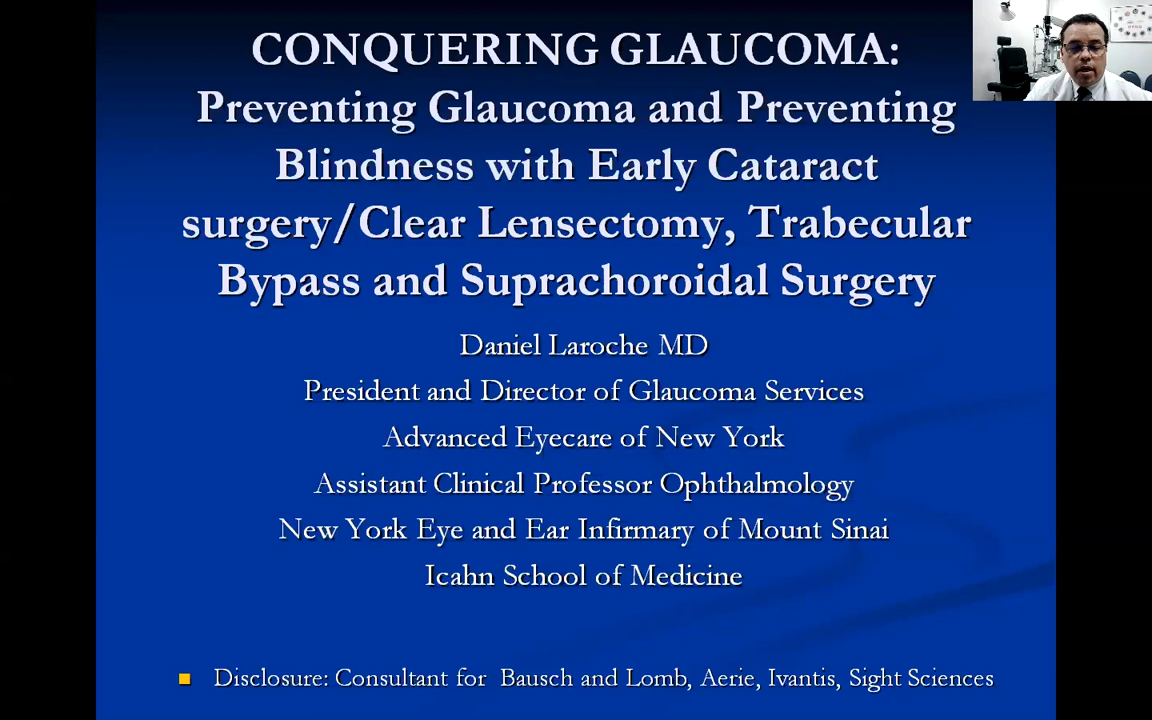 CONQUERING GLAUCOMA:
Preventing Glaucoma and Preventing
Blindness with Early Cataract
surgery/Clear Lensectomy, Trabecular
Bypass and Suprachoroidal Surgery
Daniel Laroche MD
President and Director of Glaucoma Services
Advanced Eyecare of New York
Assistant Clinical Professor Ophthalmology
New York Eye and Ear Infirmary of Mount Sinai
Icahn School of Medicine
Disclosure: Consultant for Bausch and Lomb, Aerie, Ivantis, Sight Sciences